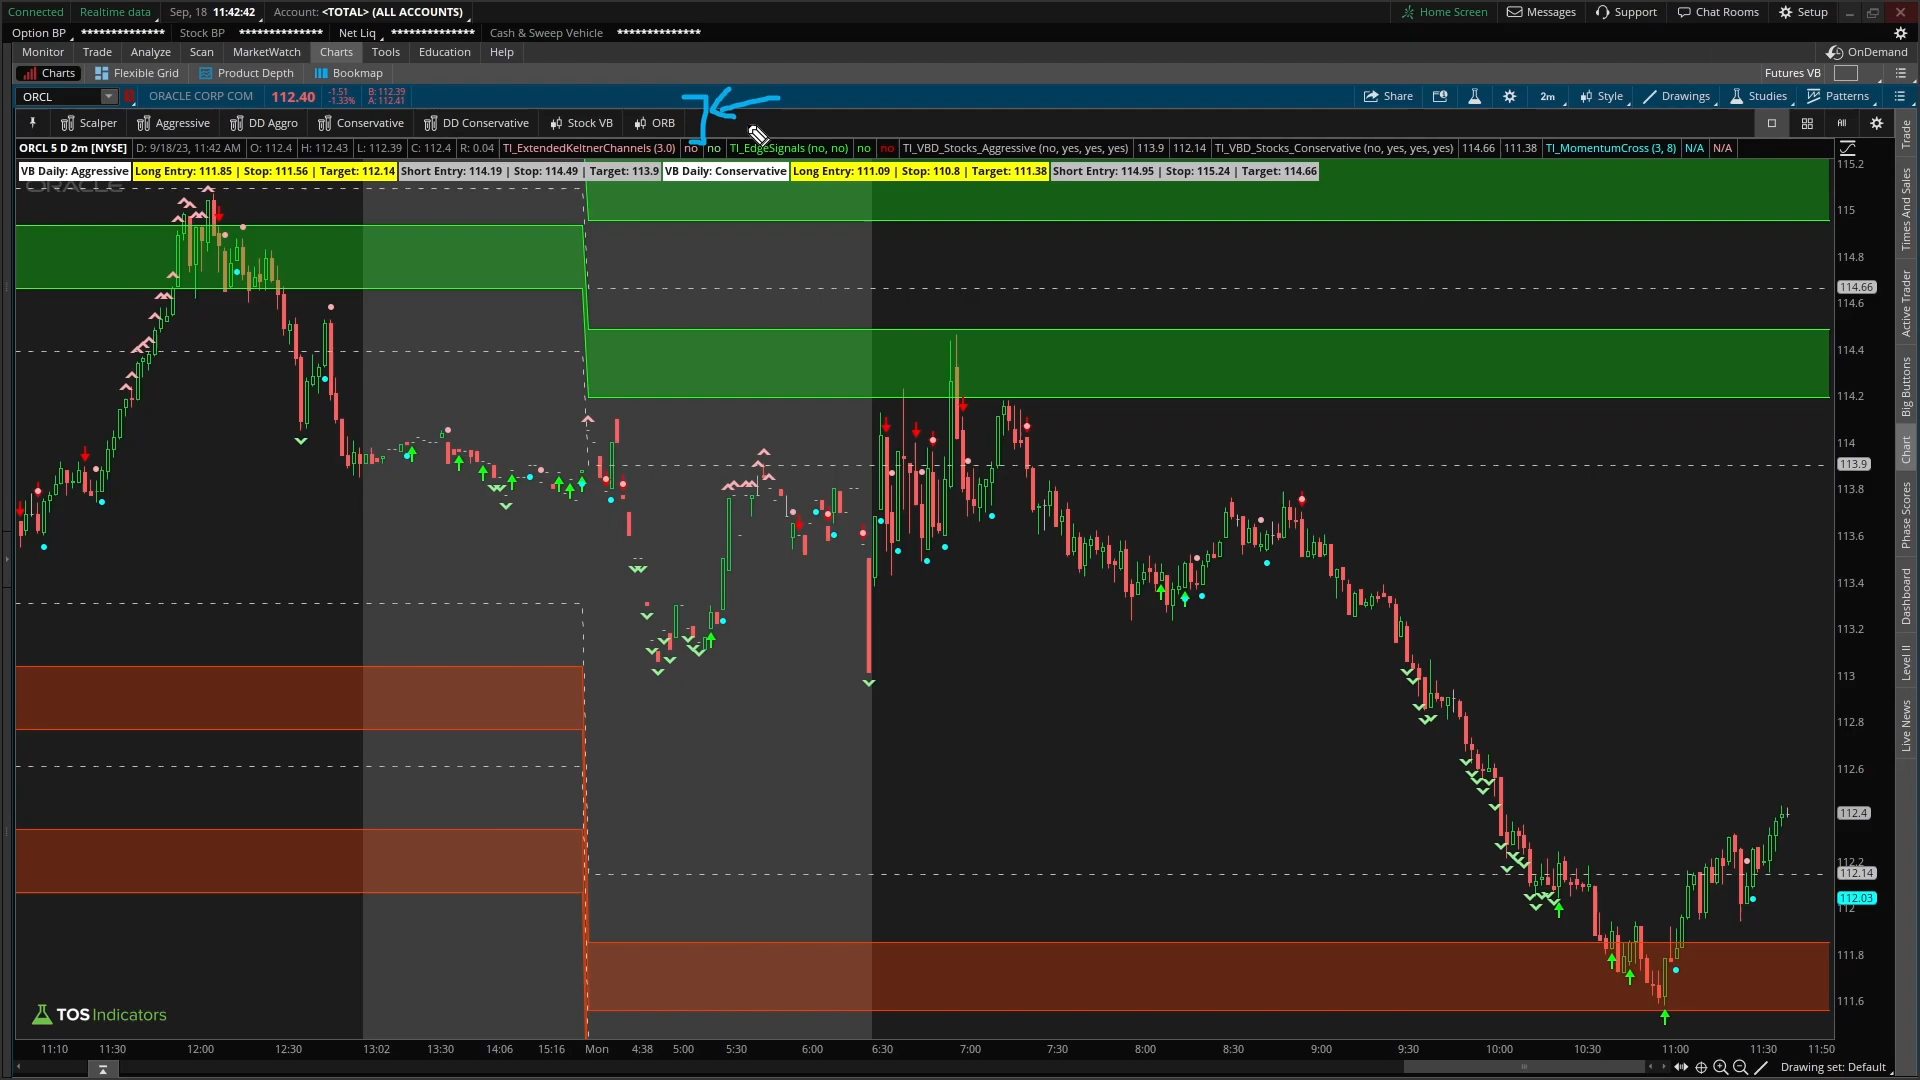 Connected Realtime data Sep, 18 11:42:42 Account: <TOTAL> (ALL ACCOUNTS) Home Screen Messages Support Chat Rooms Setup
Option BP ************** Stock BP ************** Net Liq ************** Cash & Sweep Vehicle **************
Monitor Trade Analyze Scan MarketWatch Charts Tools Education Help OnDemand
Charts Flexible Grid Product Depth Bookmap Futures VB
ORCL ORACLE CORP COM 112.40 -1.51 B: 112.39 Share 2m Style Drawings Studies Patterns
-1.33% A: 112.41
Scalper Aggressive DD Aggro Conservative DD Conservative Stock VB ORB All
ORCL 5 D 2m [NYSE] D: 9/18/23, 11:42 AM O: 112.4 H: 112.43 L: 112.39 C: 112.4 R: 0.04 TI_ExtendedKeltnerChannels (3.0) no no TI_EdgeSignals (no, no) no no TI_VBD_Stocks_Aggressive (no, yes, yes, yes) 113.9 112.14 TI_VBD_Stocks_Conservative (no, yes, yes, yes) 114.66 111.38 TI_MomentumCross (3, 8) N/A N/A
VB Daily: Aggressive Long Entry: 111.85 | Stop: 111.56 | Target: 112.14 Short Entry: 114.19 | Stop: 114.49 | Target: 113.9 VB Daily: Conservative Long Entry: 111.09 | Stop: 110.8 | Target: 111.38 Short Entry: 114.95 | Stop: 115.24 | Target: 114.66
ORACLE
115.2
115
114.8
114.66
114.6
114.4
114.2
114
113.9
113.8
113.6
113.4
113.2
113
112.8
112.6
112.4
112.2
112.14
112.03
112
111.8
111.6
Trade
Times And Sales
Active Trader
Big Buttons
Chart
Phase Scores
Dashboard
Level II
Live News
TOS Indicators
11:10 11:30 12:00 12:30 13:02 13:30 14:06 15:16 Mon 4:38 5:00 5:30 6:00 6:30 7:00 7:30 8:00 8:30 9:00 9:30 10:00 10:30 11:00 11:30 11:50
Drawing set: Default